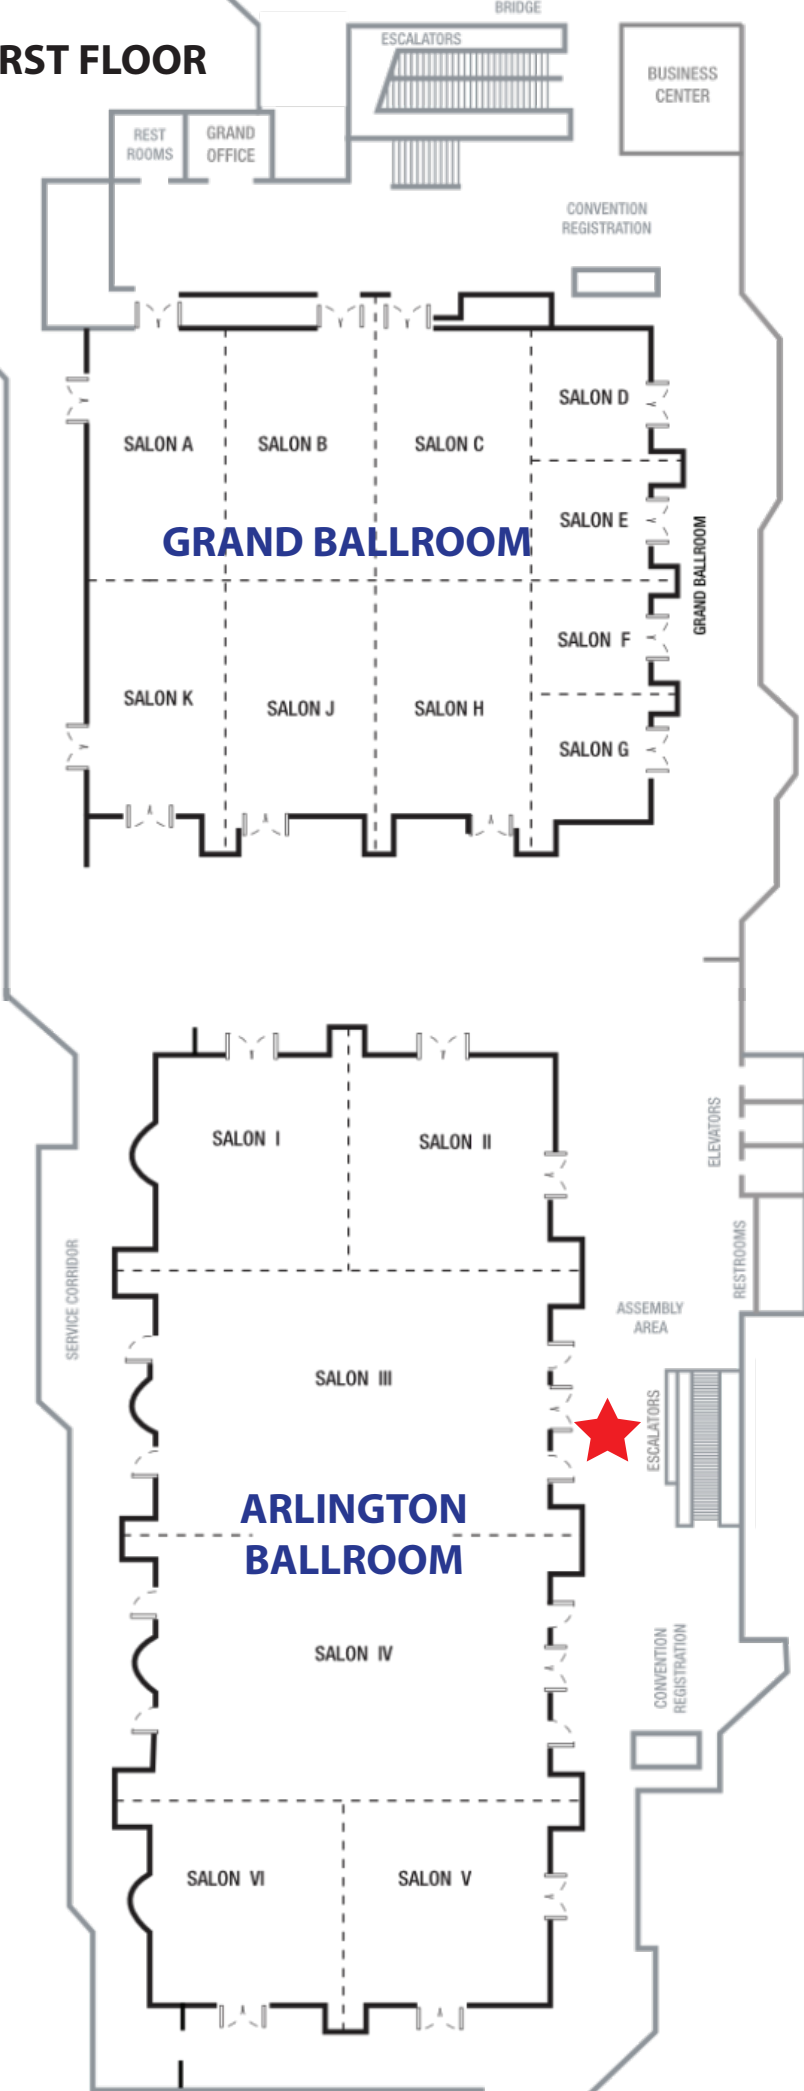 BRIDGE
RST FLOOR
ESCALATORS
BUSINESS
CENTER
REST
ROOMS
GRAND
OFFICE
CONVENTION
REGISTRATION
SALON D
SALON A
SALON B
SALON C
SALON E
GRAND BALLROOM
GRAND BALLROOM
SALON F
SALON K
SALON J
SALON H
SALON G
ELEVATORS
SALON I
SALON II
RESTROOMS
SERVICE CORRIDOR
ASSEMBLY
AREA
SALON III
ESCALATORS
ARLINGTON
BALLROOM
SALON IV
CONVENTION
REGISTRATION
SALON VI
SALON V